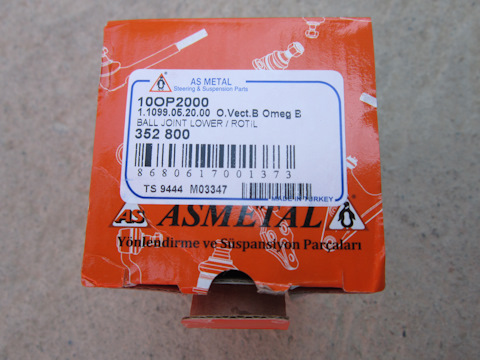 AS METAL
Steering & Suspension Parts
10OP2000
1.1099.05.20.00 O.Vect.B Omeg B
BALL JOINT LOWER / ROTIL
352 800
8680617001373
TS 9444 M03347
MADE IN TURKEY
AS ASMETAL
Yönlendirme ve Süspansiyon Parçaları